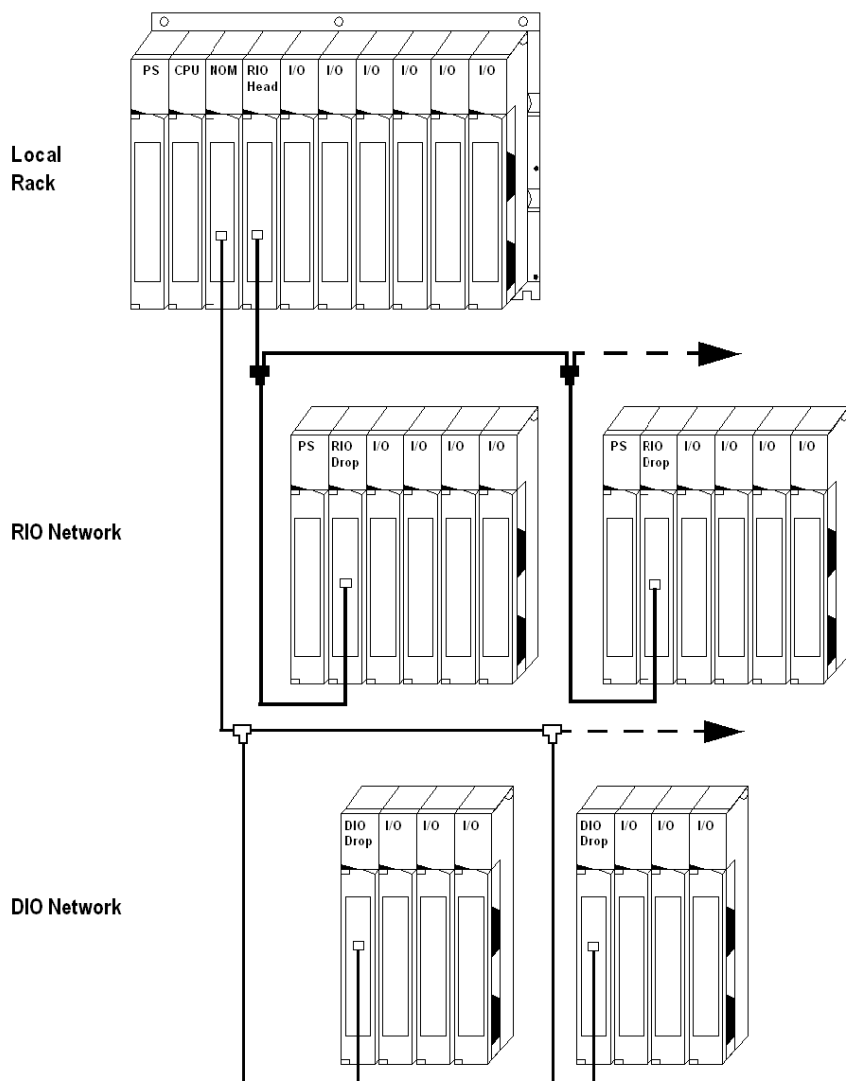 PS CPU NOM RIO Head I/O I/O I/O I/O I/O I/O
Local
Rack
PS RIO Drop I/O I/O I/O I/O
PS RIO Drop I/O I/O I/O I/O
RIO Network
DIO Drop I/O I/O I/O
DIO Drop I/O I/O I/O
DIO Network